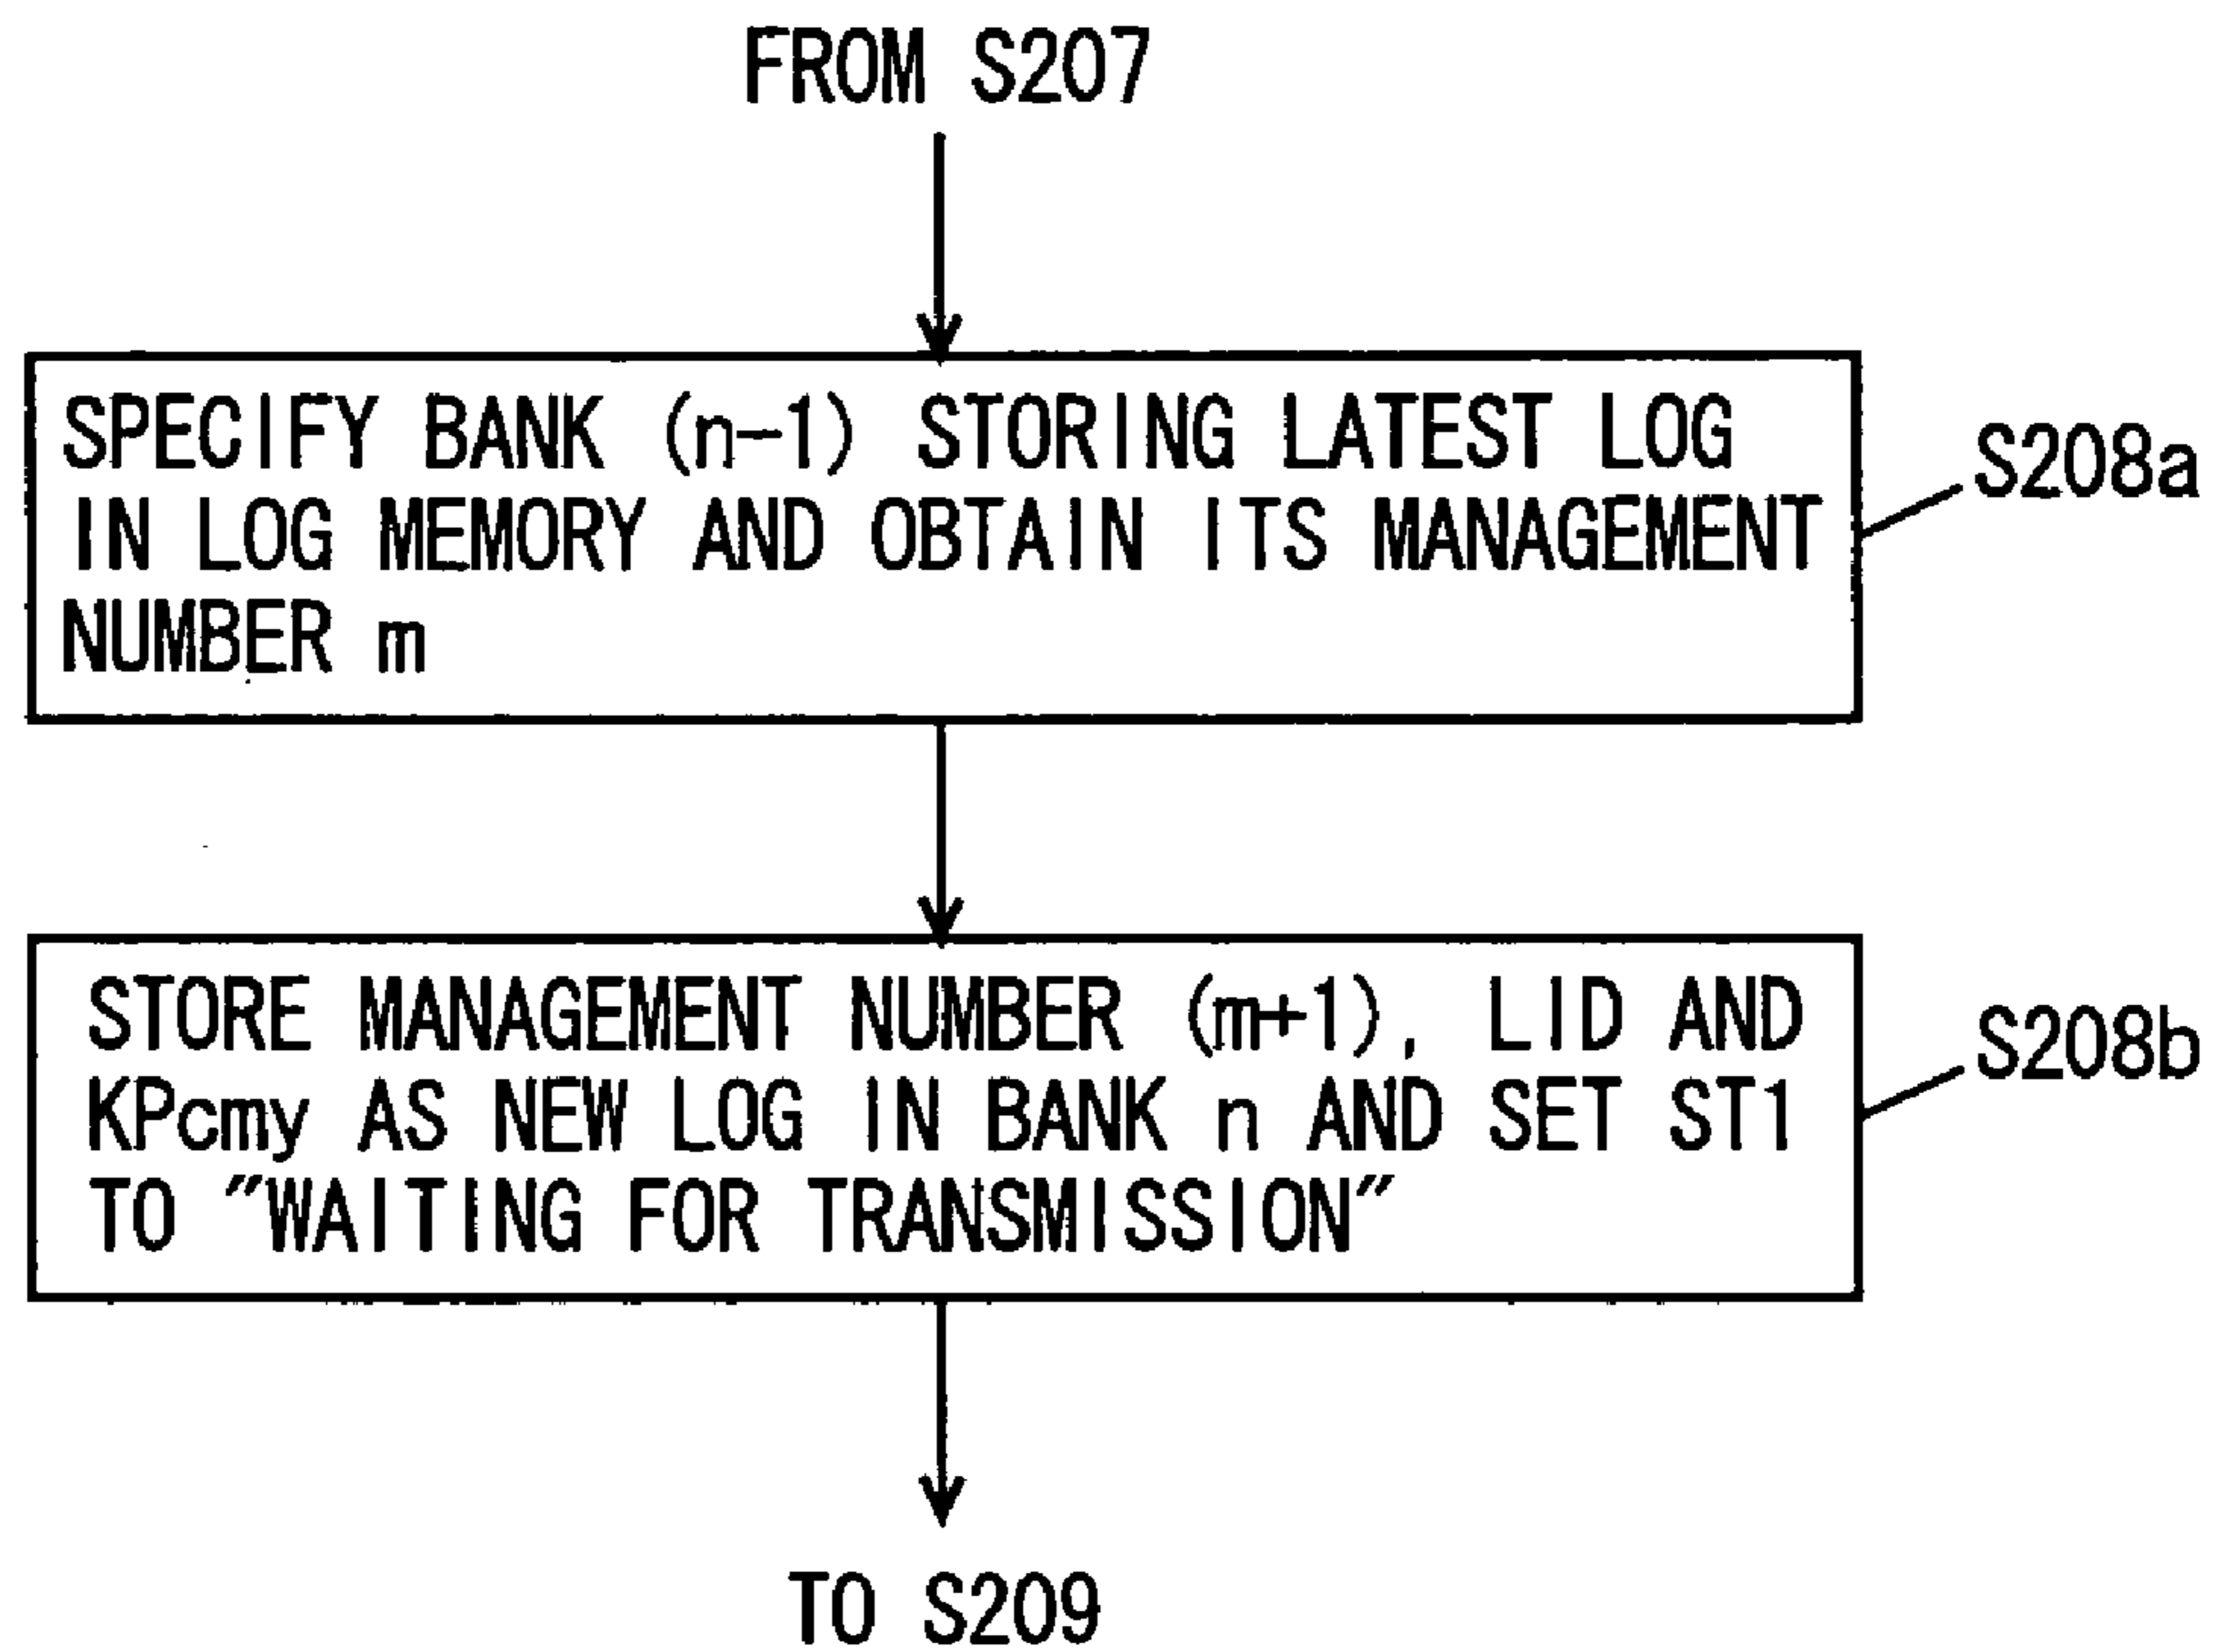 FROM S207
SPECIFY BANK (n-1) STORING LATEST LOG
IN LOG MEMORY AND OBTAIN ITS MANAGEMENT
NUMBER m
S208a
STORE MANAGEMENT NUMBER (m+1), LID AND
KPcmy AS NEW LOG IN BANK n AND SET ST1
TO "WAITING FOR TRANSMISSION"
S208b
TO S209